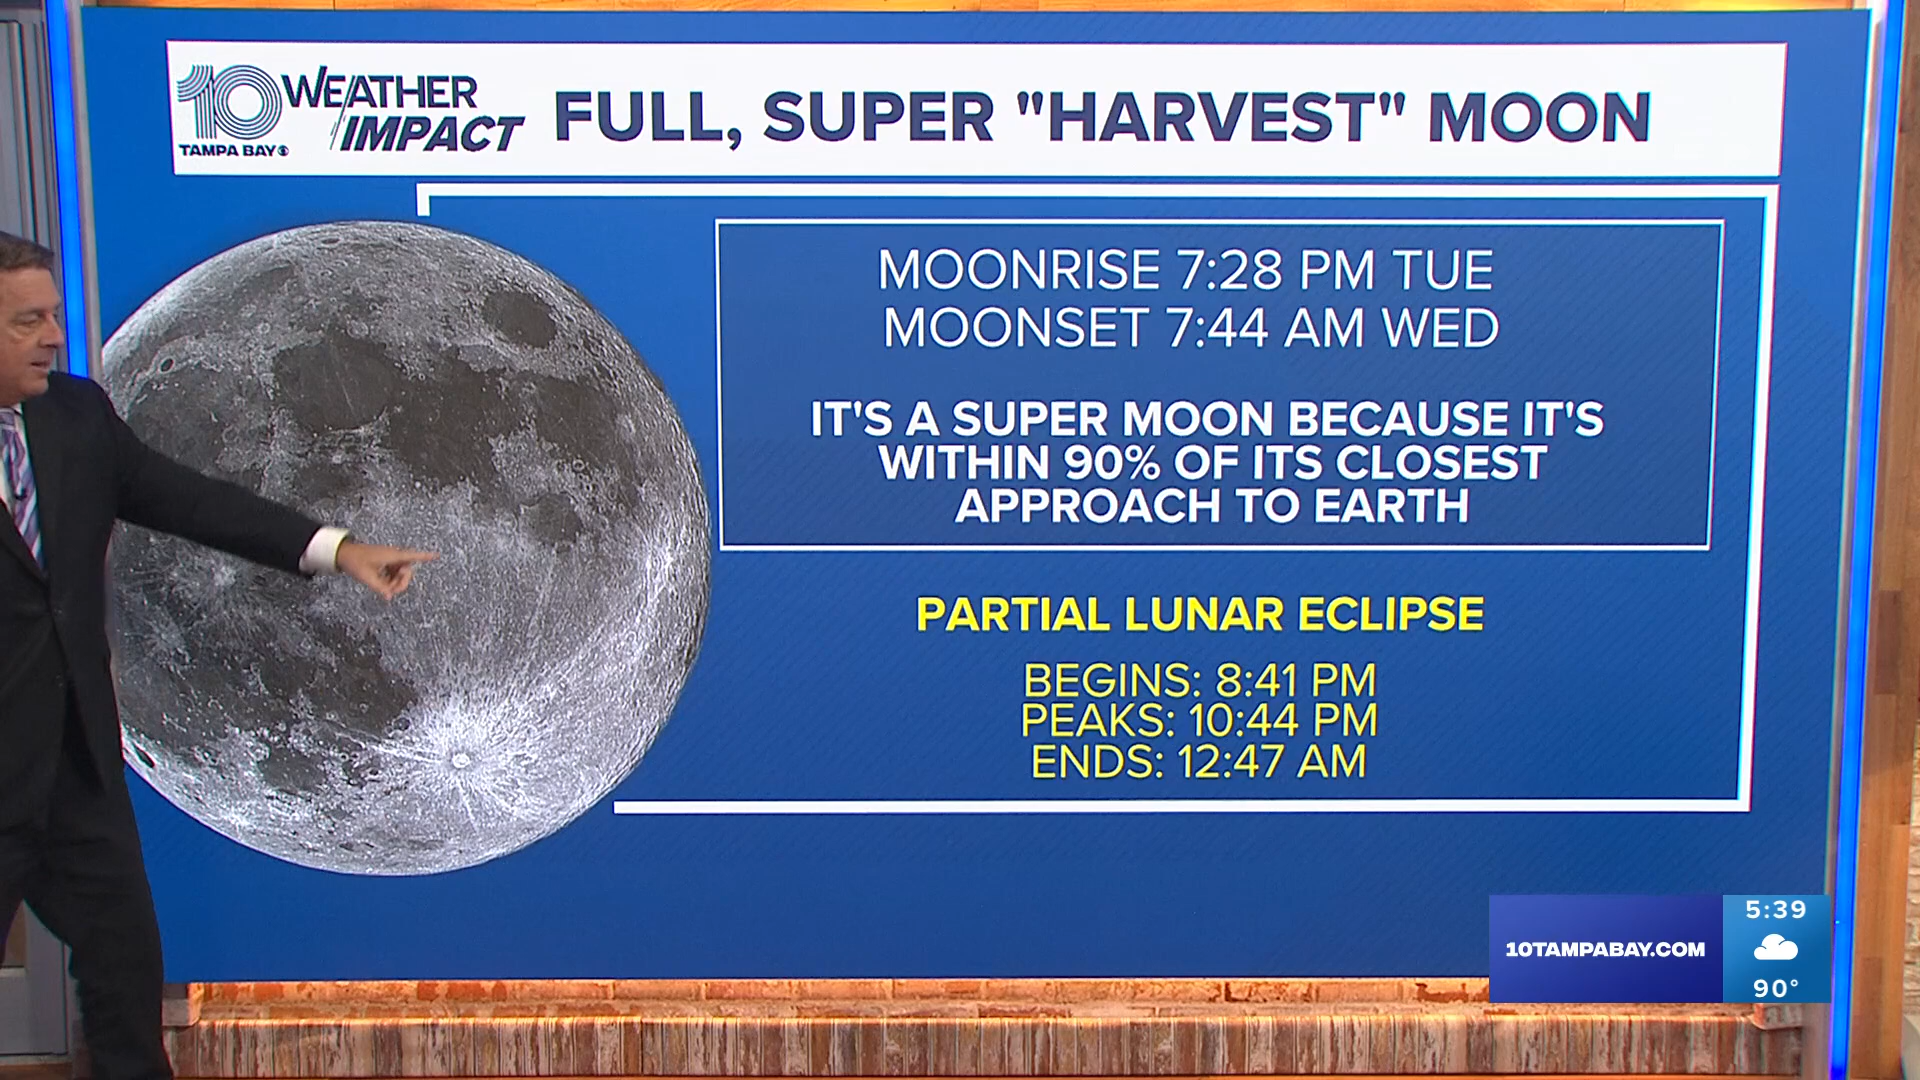 10 WEATHER IMPACT
TAMPA BAY
FULL, SUPER "HARVEST" MOON
MOONRISE 7:28 PM TUE
MOONSET 7:44 AM WED
IT'S A SUPER MOON BECAUSE IT'S
WITHIN 90% OF ITS CLOSEST
APPROACH TO EARTH
PARTIAL LUNAR ECLIPSE
BEGINS: 8:41 PM
PEAKS: 10:44 PM
ENDS: 12:47 AM
5:39
10TAMPABAY.COM
90°